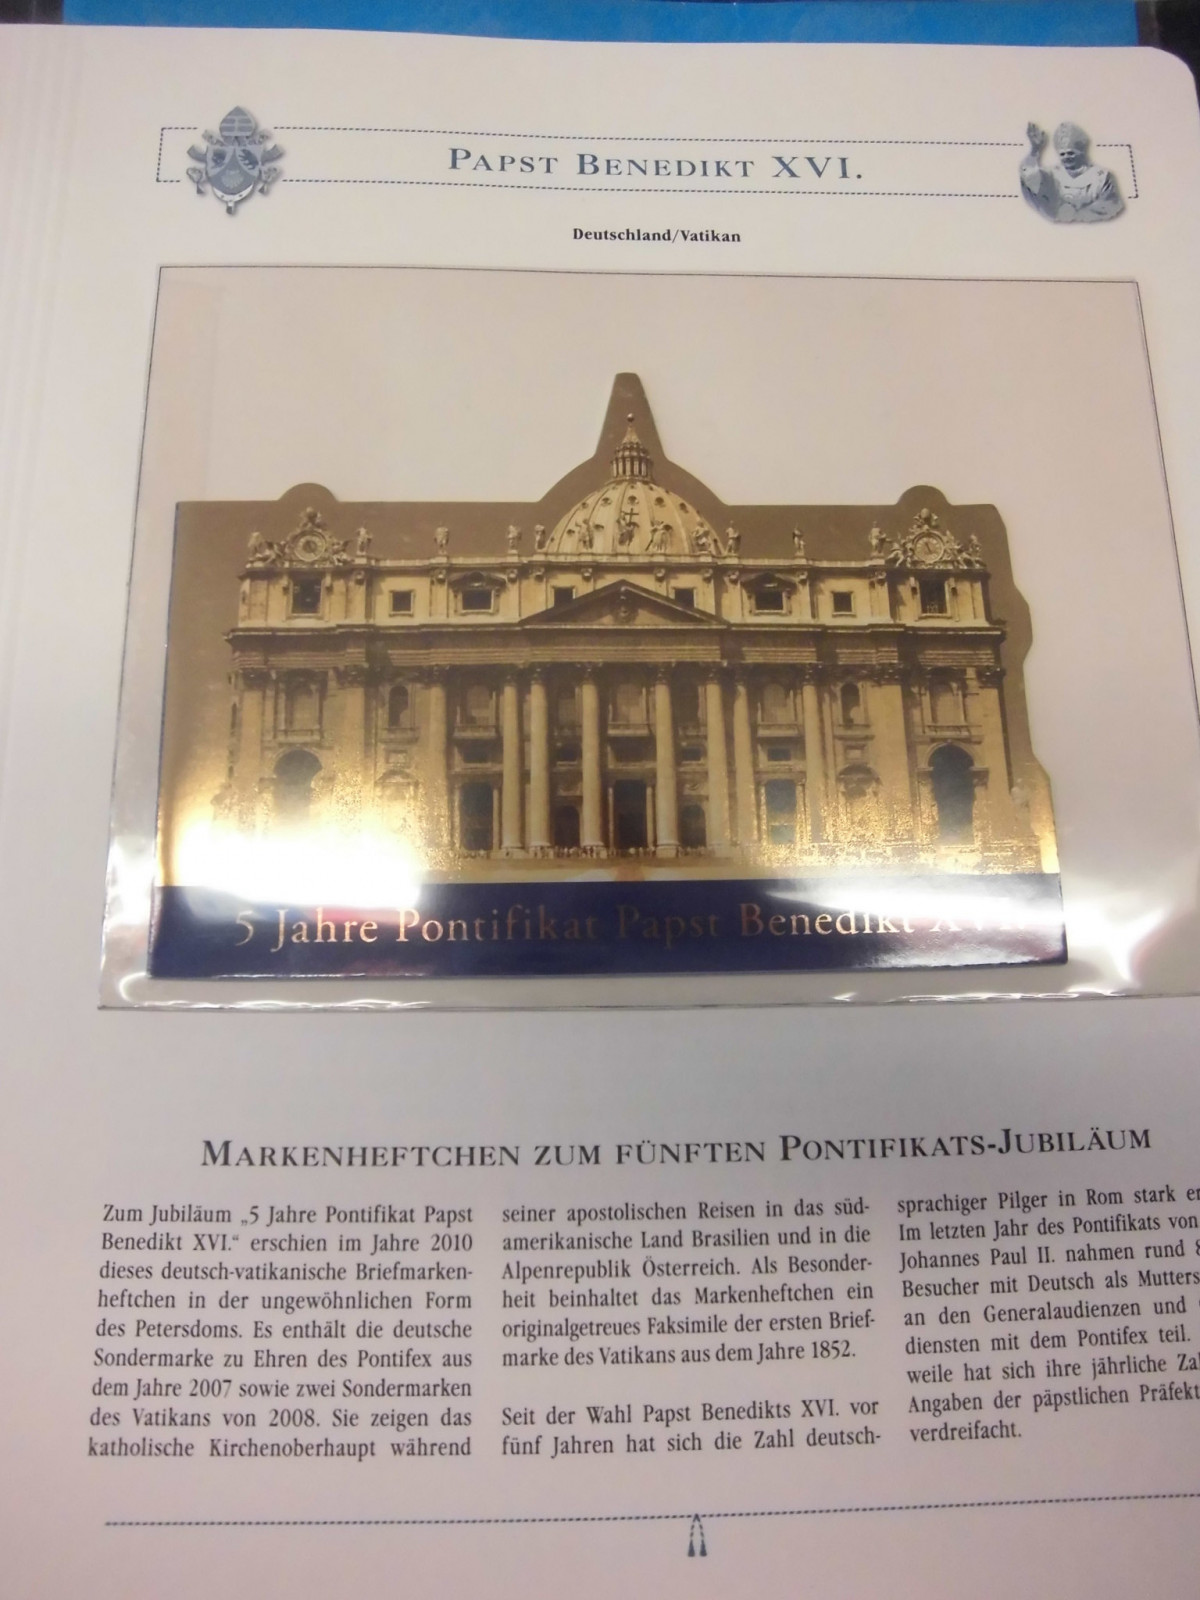 PAPST BENEDIKT XVI.
Deutschland/Vatikan
5 Jahre Pontifikat Papst Benedikt XVI.
MARKENHEFTCHEN ZUM FÜNFTEN PONTIFIKATS-JUBILÄUM
Zum Jubiläum „5 Jahre Pontifikat Papst
Benedikt XVI.“ erschien im Jahre 2010
dieses deutsch-vatikanische Briefmarken-
heftchen in der ungewöhnlichen Form
des Petersdoms. Es enthält die deutsche
Sondermarke zu Ehren des Pontifex aus
dem Jahre 2007 sowie zwei Sondermarken
des Vatikans von 2008. Sie zeigen das
katholische Kirchenoberhaupt während
seiner apostolischen Reisen in das süd-
amerikanische Land Brasilien und in die
Alpenrepublik Österreich. Als Besonder-
heit beinhaltet das Markenheftchen ein
originalgetreues Faksimile der ersten Brief-
marke des Vatikans aus dem Jahre 1852.
Seit der Wahl Papst Benedikts XVI. vor
fünf Jahren hat sich die Zahl deutsch-
sprachiger Pilger in Rom stark
Im letzten Jahr des Pontifikats von
Johannes Paul II. nahmen rund
Besucher mit Deutsch als
an den Generalaudienzen und
diensten mit dem Pontifex teil.
weile hat sich ihre jährliche
Angaben der päpstlichen
verdreifacht.